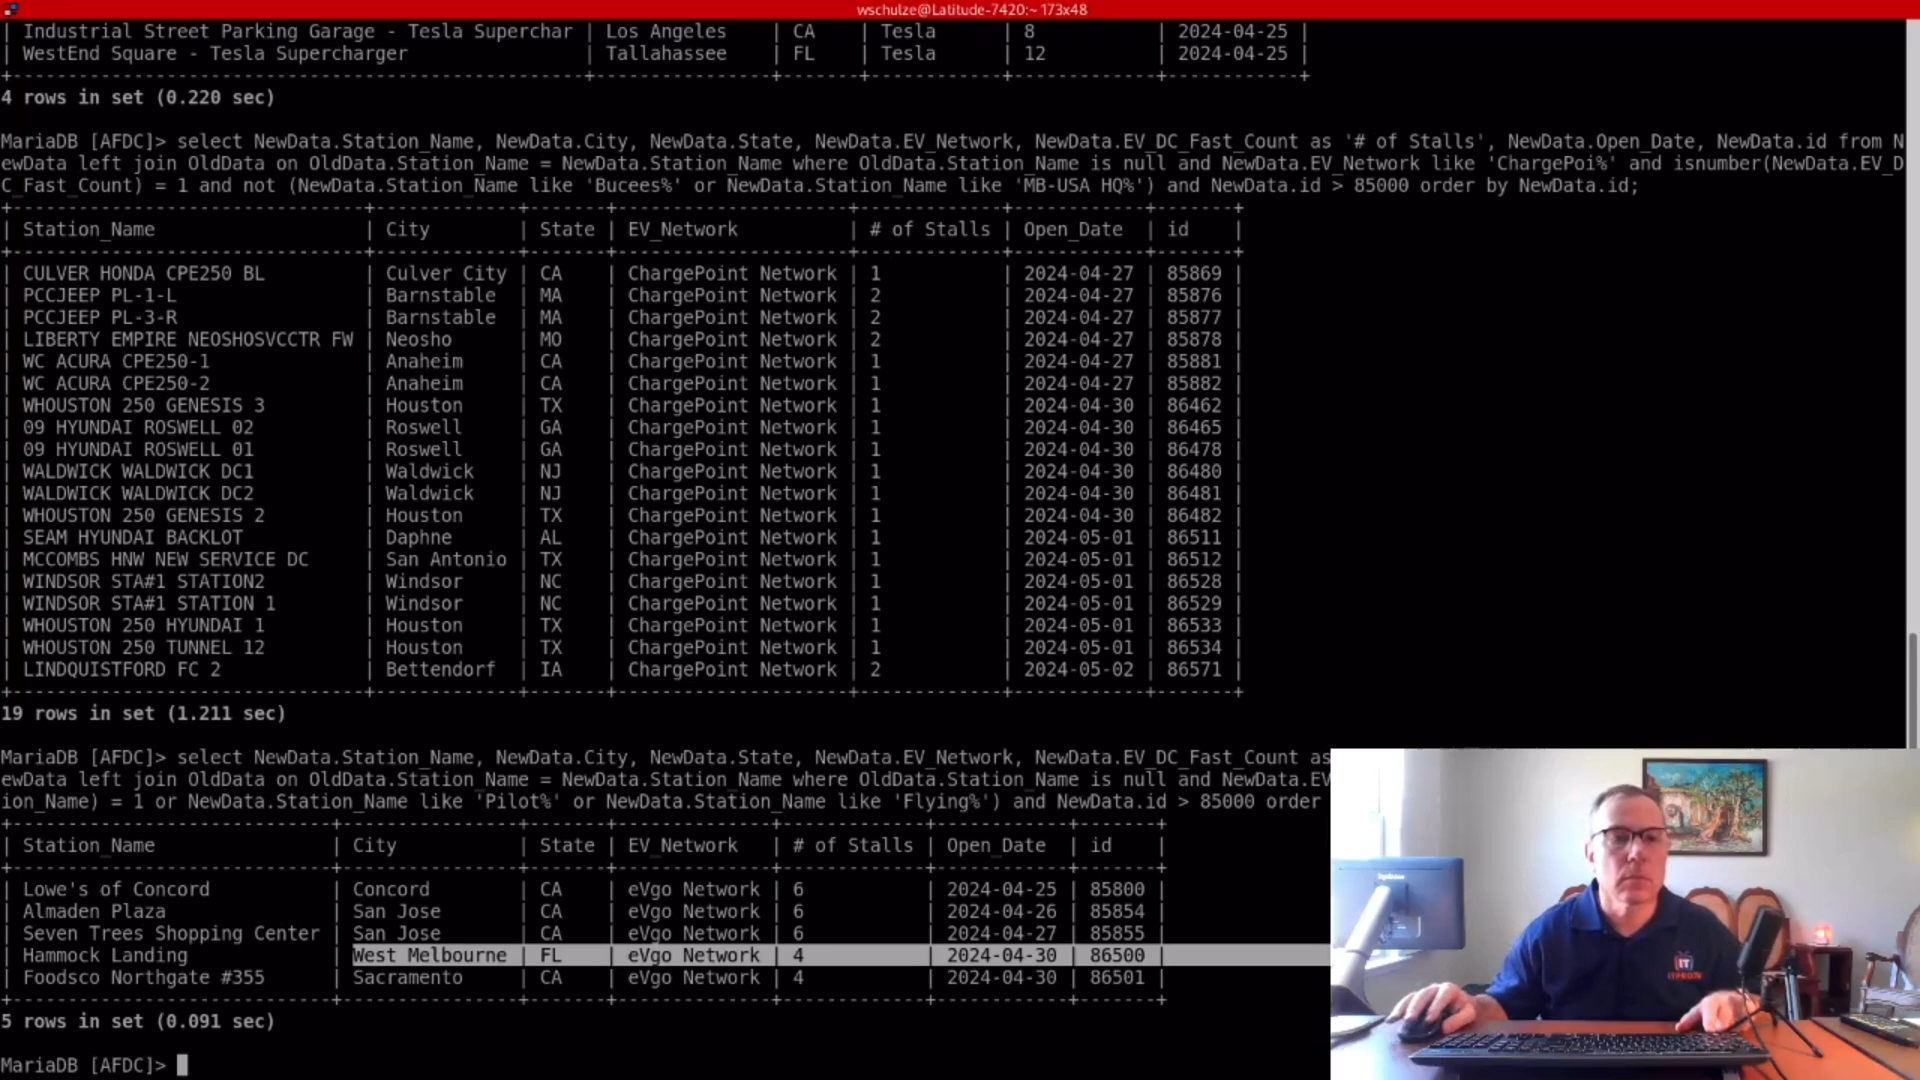 wschulze@Latitude-7420:~ 173x48
| Industrial Street Parking Garage - Tesla Superchar | Los Angeles | CA | Tesla | 8 | 2024-04-25 |
| WestEnd Square - Tesla Supercharger | Tallahassee | FL | Tesla | 12 | 2024-04-25 |
4 rows in set (0.220 sec)
MariaDB [AFDC]> select NewData.Station_Name, NewData.City, NewData.State, NewData.EV_Network, NewData.EV_DC_Fast_Count as '# of Stalls', NewData.Open_Date, NewData.id from N
ewData left join OldData on OldData.Station_Name = NewData.Station_Name where OldData.Station_Name is null and NewData.EV_Network like 'ChargePoi%' and isnumber(NewData.EV_D
C_Fast_Count) = 1 and not (NewData.Station_Name like 'Bucees%' or NewData.Station_Name like 'MB-USA HQ%') and NewData.id > 85000 order by NewData.id;
| Station_Name | City | State | EV_Network | # of Stalls | Open_Date | id |
| CULVER HONDA CPE250 BL | Culver City | CA | ChargePoint Network | 1 | 2024-04-27 | 85869 |
| PCCJEEP PL-1-L | Barnstable | MA | ChargePoint Network | 2 | 2024-04-27 | 85876 |
| PCCJEEP PL-3-R | Barnstable | MA | ChargePoint Network | 2 | 2024-04-27 | 85877 |
| LIBERTY EMPIRE NEOSHOSVCCTR FW | Neosho | MO | ChargePoint Network | 2 | 2024-04-27 | 85878 |
| WC ACURA CPE250-1 | Anaheim | CA | ChargePoint Network | 1 | 2024-04-27 | 85881 |
| WC ACURA CPE250-2 | Anaheim | CA | ChargePoint Network | 1 | 2024-04-27 | 85882 |
| WHOUSTON 250 GENESIS 3 | Houston | TX | ChargePoint Network | 1 | 2024-04-30 | 86462 |
| 09 HYUNDAI ROSWELL 02 | Roswell | GA | ChargePoint Network | 1 | 2024-04-30 | 86465 |
| 09 HYUNDAI ROSWELL 01 | Roswell | GA | ChargePoint Network | 1 | 2024-04-30 | 86478 |
| WALDWICK WALDWICK DC1 | Waldwick | NJ | ChargePoint Network | 1 | 2024-04-30 | 86480 |
| WALDWICK WALDWICK DC2 | Waldwick | NJ | ChargePoint Network | 1 | 2024-04-30 | 86481 |
| WHOUSTON 250 GENESIS 2 | Houston | TX | ChargePoint Network | 1 | 2024-04-30 | 86482 |
| SEAM HYUNDAI BACKLOT | Daphne | AL | ChargePoint Network | 1 | 2024-05-01 | 86511 |
| MCCOMBS HNW NEW SERVICE DC | San Antonio | TX | ChargePoint Network | 1 | 2024-05-01 | 86512 |
| WINDSOR STA#1 STATION2 | Windsor | NC | ChargePoint Network | 1 | 2024-05-01 | 86528 |
| WINDSOR STA#1 STATION 1 | Windsor | NC | ChargePoint Network | 1 | 2024-05-01 | 86529 |
| WHOUSTON 250 HYUNDAI 1 | Houston | TX | ChargePoint Network | 1 | 2024-05-01 | 86533 |
| WHOUSTON 250 TUNNEL 12 | Houston | TX | ChargePoint Network | 1 | 2024-05-01 | 86534 |
| LINDQUISTFORD FC 2 | Bettendorf | IA | ChargePoint Network | 2 | 2024-05-02 | 86571 |
19 rows in set (1.211 sec)
MariaDB [AFDC]> select NewData.Station_Name, NewData.City, NewData.State, NewData.EV_Network, NewData.EV_DC_Fast_Count as
ewData left join OldData on OldData.Station_Name = NewData.Station_Name where OldData.Station_Name is null and NewData.EV
ion_Name) = 1 or NewData.Station_Name like 'Pilot%' or NewData.Station_Name like 'Flying%') and NewData.id > 85000 order
| Station_Name | City | State | EV_Network | # of Stalls | Open_Date | id |
| Lowe's of Concord | Concord | CA | eVgo Network | 6 | 2024-04-25 | 85800 |
| Almaden Plaza | San Jose | CA | eVgo Network | 6 | 2024-04-26 | 85854 |
| Seven Trees Shopping Center | San Jose | CA | eVgo Network | 6 | 2024-04-27 | 85855 |
| Hammock Landing | West Melbourne | FL | eVgo Network | 4 | 2024-04-30 | 86500 |
| Foodsco Northgate #355 | Sacramento | CA | eVgo Network | 4 | 2024-04-30 | 86501 |
5 rows in set (0.091 sec)
MariaDB [AFDC]>
IT